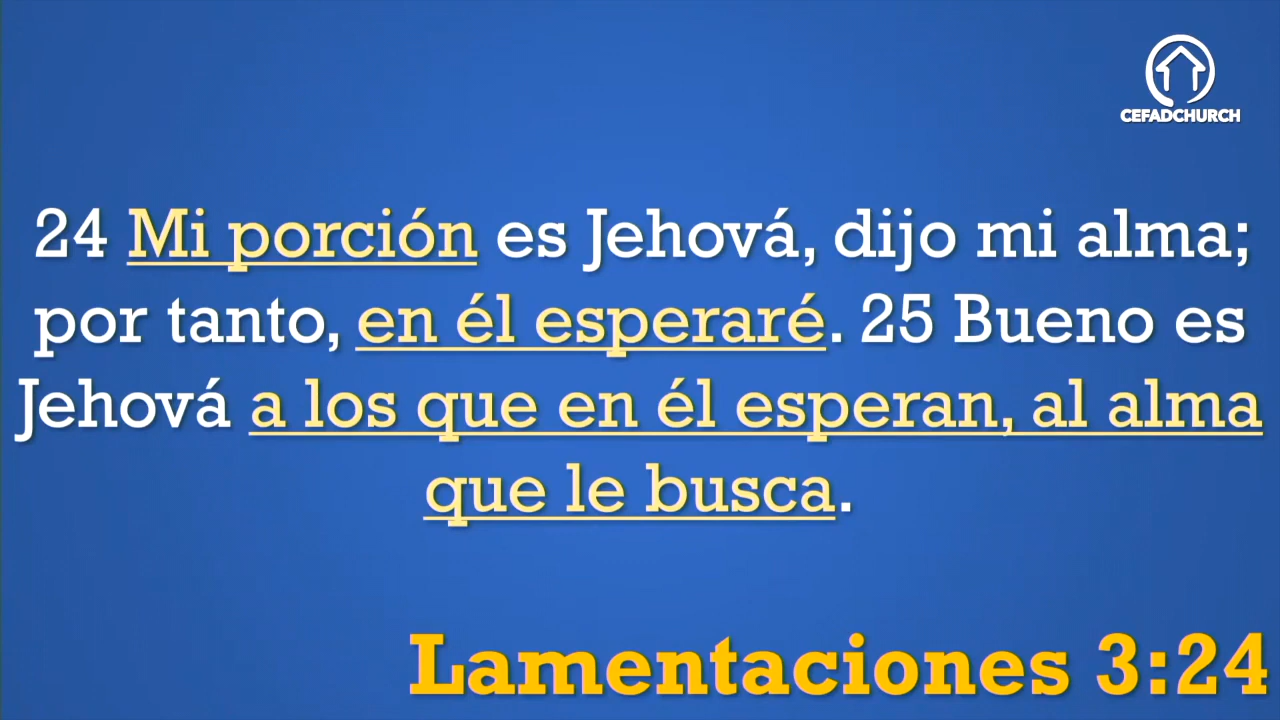 CEFADCHURCH
24 Mi porción es Jehová, dijo mi alma;
por tanto, en él esperaré. 25 Bueno es
Jehová a los que en él esperan, al alma
que le busca.
Lamentaciones 3:24